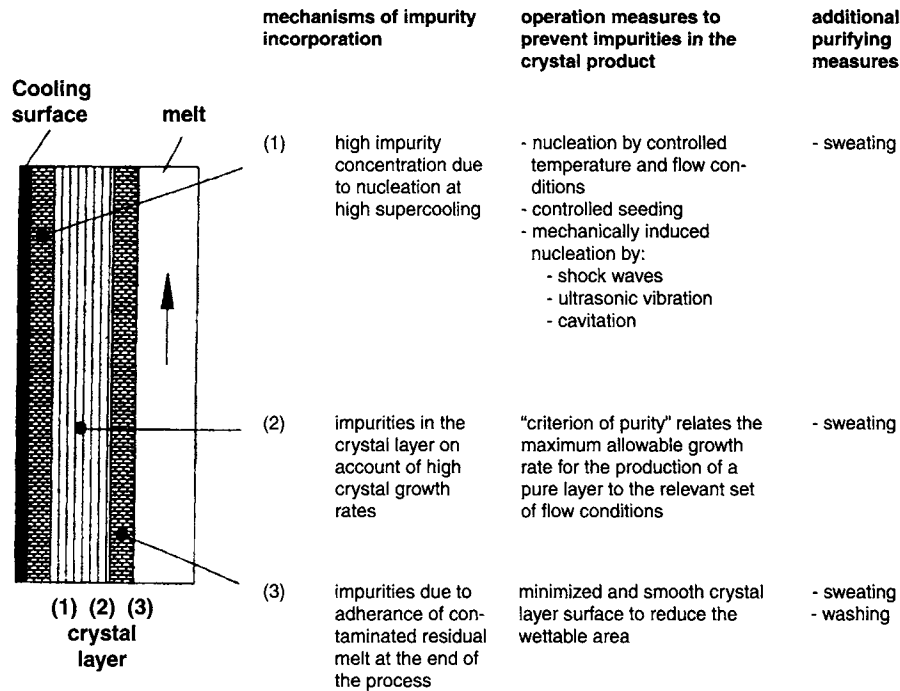 mechanisms of impurity
incorporation
operation measures to
prevent impurities in the
crystal product
additional
purifying
measures
Cooling
surface
melt
(1)
high impurity
concentration due
to nucleation at
high supercooling
- nucleation by controlled
temperature and flow con-
ditions
- controlled seeding
- mechanically induced
nucleation by:
- shock waves
- ultrasonic vibration
- cavitation
- sweating
(2)
impurities in the
crystal layer on
account of high
crystal growth
rates
"criterion of purity" relates the
maximum allowable growth
rate for the production of a
pure layer to the relevant set
of flow conditions
- sweating
(3)
impurities due to
adherance of con-
taminated residual
melt at the end of
the process
minimized and smooth crystal
layer surface to reduce the
wettable area
- sweating
- washing
(1) (2) (3)
crystal
layer